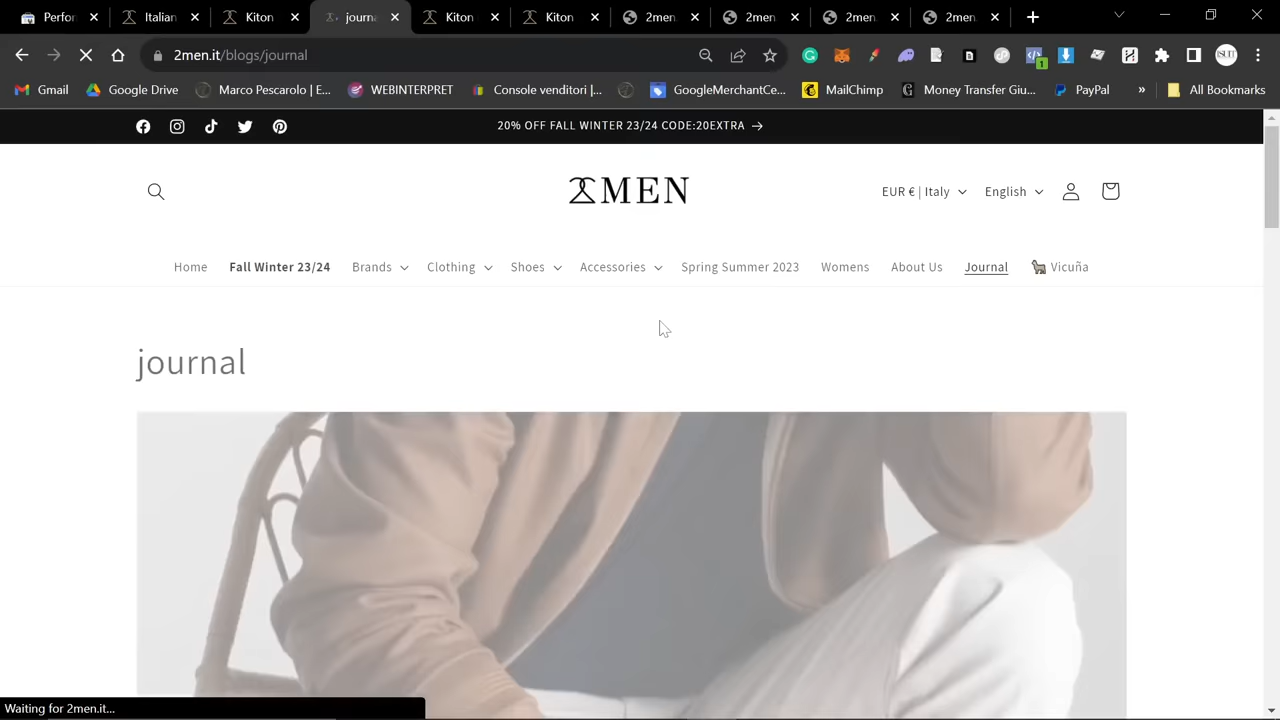 Perfor Italian Kiton journ Kiton Kiton 2men. 2men. 2men. 2men.
2men.it/blogs/journal
1
Gmail Google Drive Marco Pescarolo | E... WEBINTERPRET Console venditori |... GoogleMerchantCe... MailChimp Money Transfer Giu... PayPal » All Bookmarks
20% OFF FALL WINTER 23/24 CODE:20EXTRA
2MEN
EUR € | Italy English
Home Fall Winter 23/24 Brands Clothing Shoes Accessories Spring Summer 2023 Womens About Us Journal Vicuña
journal
Waiting for 2men.it...